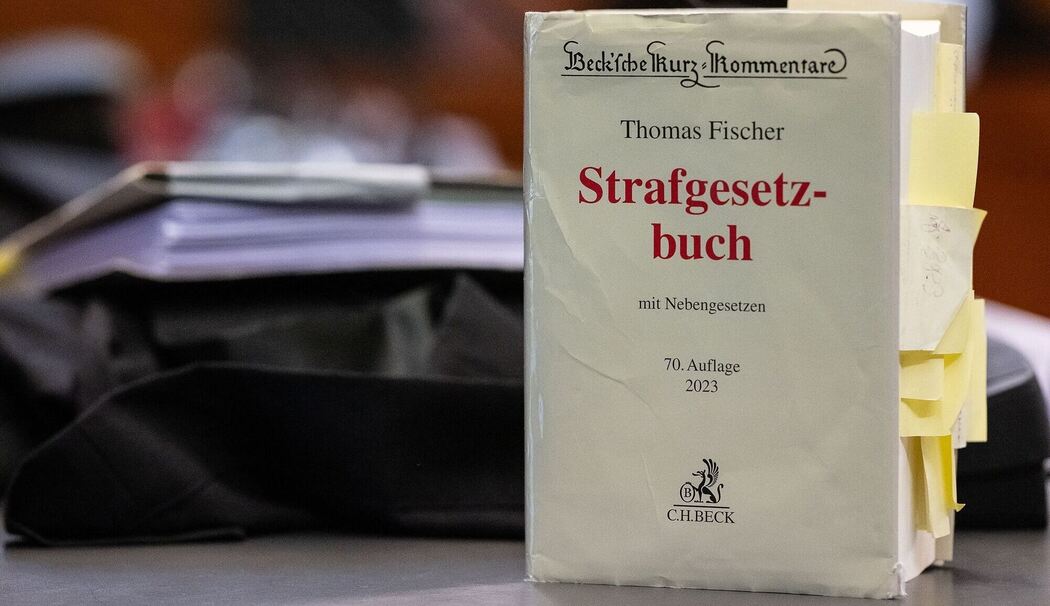 Beck'sche Kurz-Kommentare
Thomas Fischer
Strafgesetz-
buch
mit Nebengesetzen
70. Auflage
2023
B
C.H.BECK